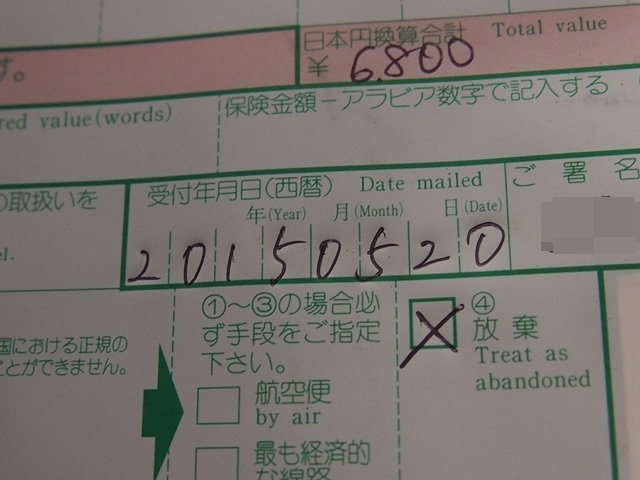 日本円換算合計 Total value
す。
¥ 6,800
red value(words)
保険金額－アラビア数字で記入する
の取扱いを
受付年月日(西暦) Date mailed
ご署名
年(Year) 月(Month) 日(Date)
el.
20150520
①～③の場合必
ず手段をご指定
下さい。
④
放棄
Treat as
abandoned
国における正規の
ことができません。
航空便
by air
最も経済的
な線路